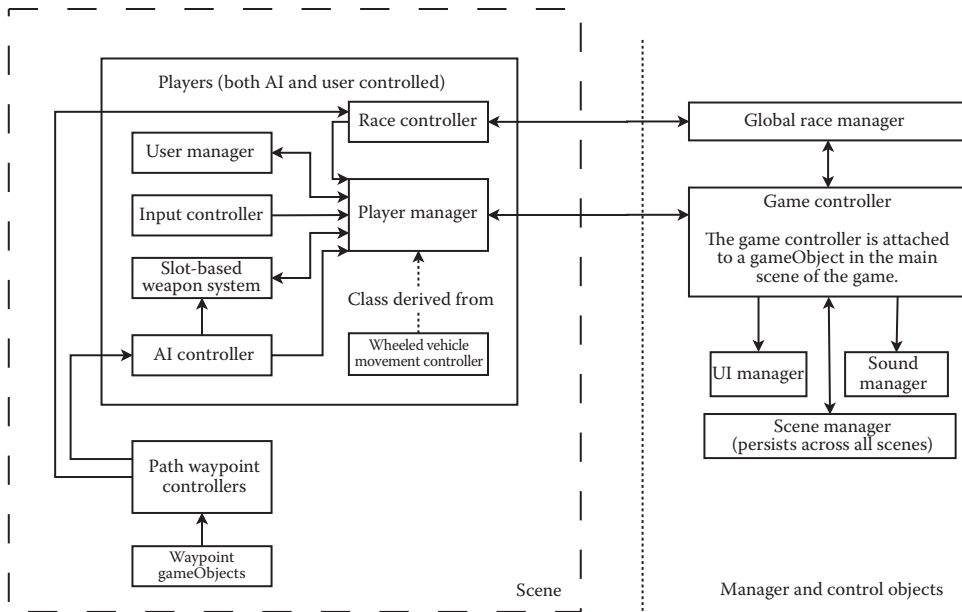 Players (both AI and user controlled)
Race controller
User manager
Input controller
Player manager
Slot-based
weapon system
Class derived from
AI controller
Wheeled vehicle
movement controller
Path waypoint
controllers
Waypoint
gameObjects
Scene
Global race manager
Game controller
The game controller is attached
to a gameObject in the main
scene of the game.
UI manager
Sound
manager
Scene manager
(persists across all scenes)
Manager and control objects